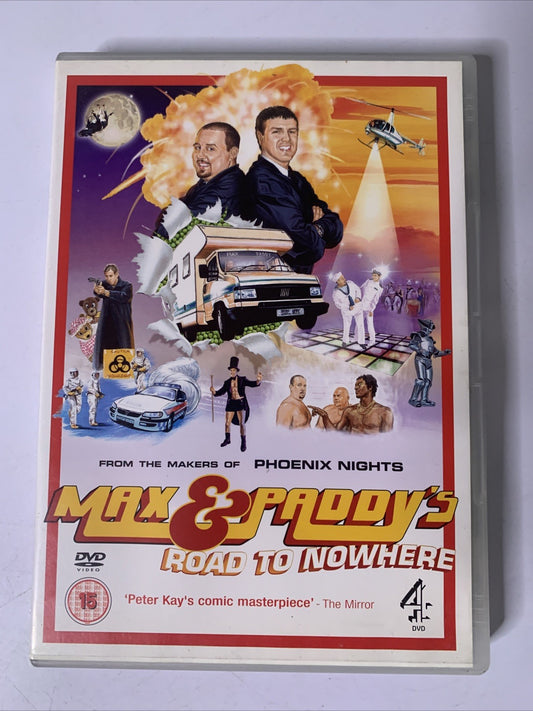 CAUTION
FROM THE MAKERS OF PHOENIX NIGHTS
MAX & PADDY'S
ROAD TO NOWHERE
DVD
VIDEO
15
'Peter Kay's comic masterpiece' - The Mirror
4
DVD